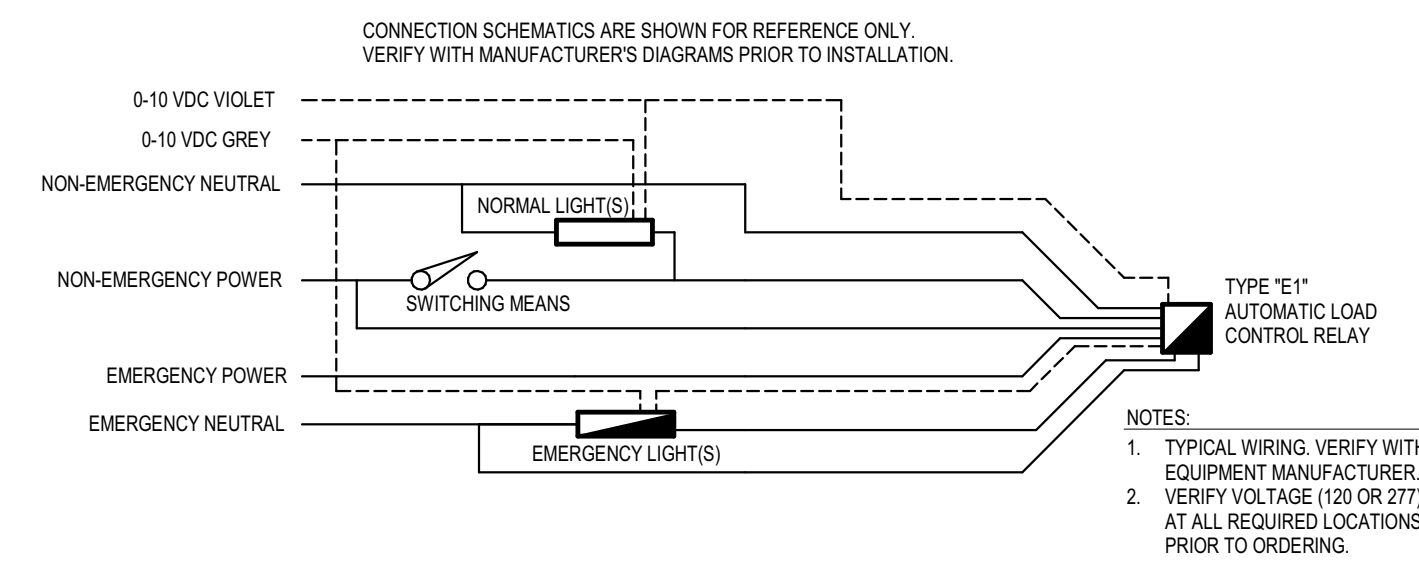 CONNECTION SCHEMATICS ARE SHOWN FOR REFERENCE ONLY.
VERIFY WITH MANUFACTURER'S DIAGRAMS PRIOR TO INSTALLATION.
0-10 VDC VIOLET
0-10 VDC GREY
NON-EMERGENCY NEUTRAL
NORMAL LIGHT(S)
NON-EMERGENCY POWER
SWITCHING MEANS
TYPE "E1"
AUTOMATIC LOAD
CONTROL RELAY
EMERGENCY POWER
EMERGENCY NEUTRAL
EMERGENCY LIGHT(S)
NOTES:
1. TYPICAL WIRING. VERIFY WITH
EQUIPMENT MANUFACTURER.
2. VERIFY VOLTAGE (120 OR 277)
AT ALL REQUIRED LOCATIONS
PRIOR TO ORDERING.